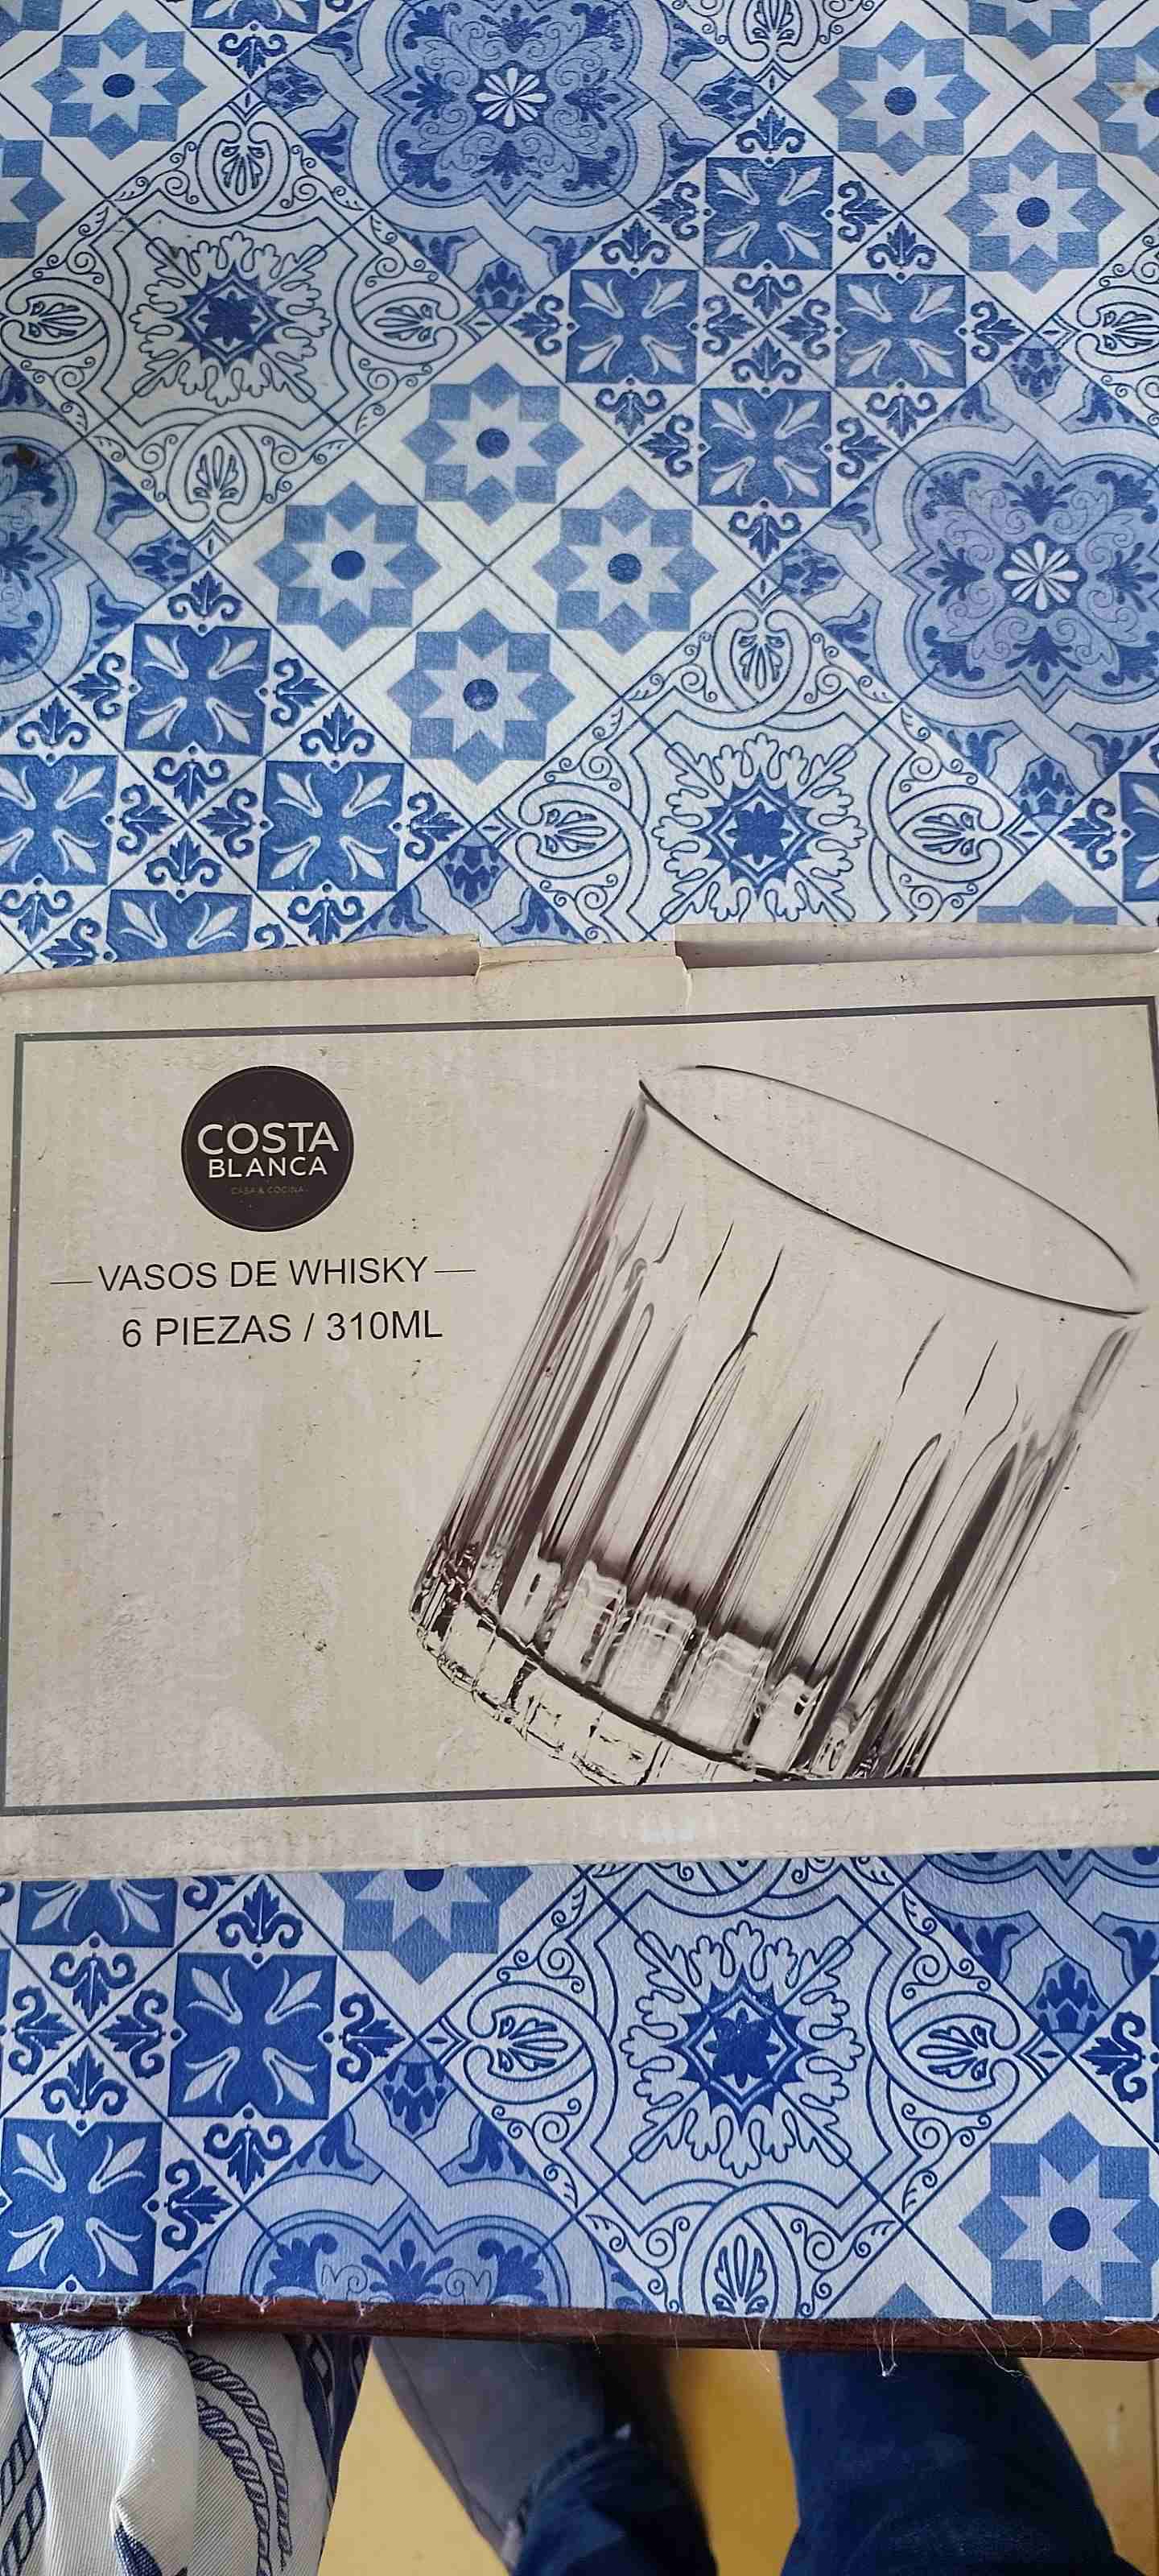 COSTA
BLANCA
CASA & COCINA
VASOS DE WHISKY
6 PIEZAS / 310ML